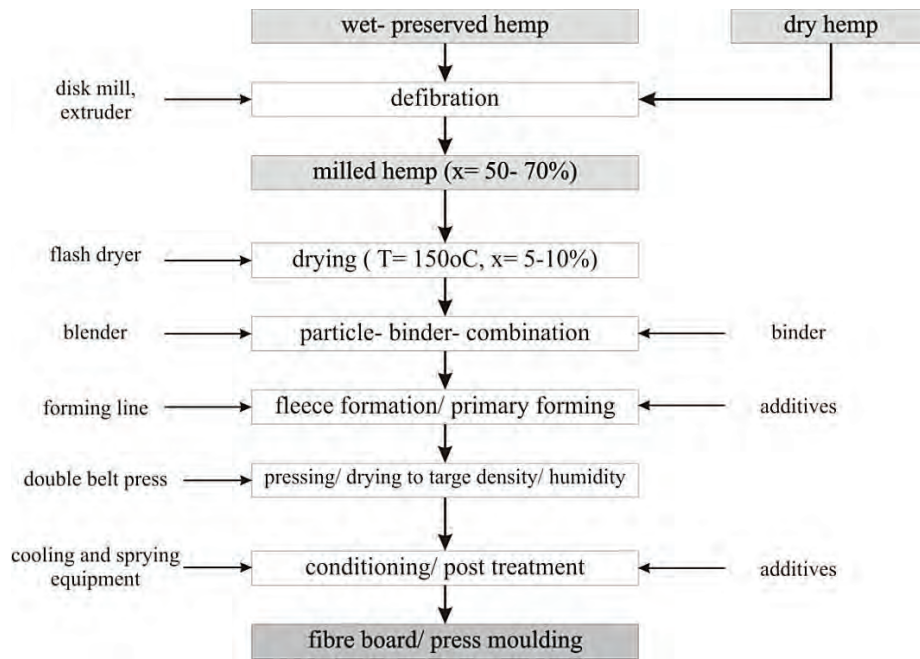 wet- preserved hemp
dry hemp
disk mill,
extruder
defibration
milled hemp (x= 50- 70%)
flash dryer
drying ( T= 150oC, x= 5-10%)
blender
particle- binder- combination
binder
forming line
fleece formation/ primary forming
additives
double belt press
pressing/ drying to targe density/ humidity
cooling and sprying
equipment
conditioning/ post treatment
additives
fibre board/ press moulding